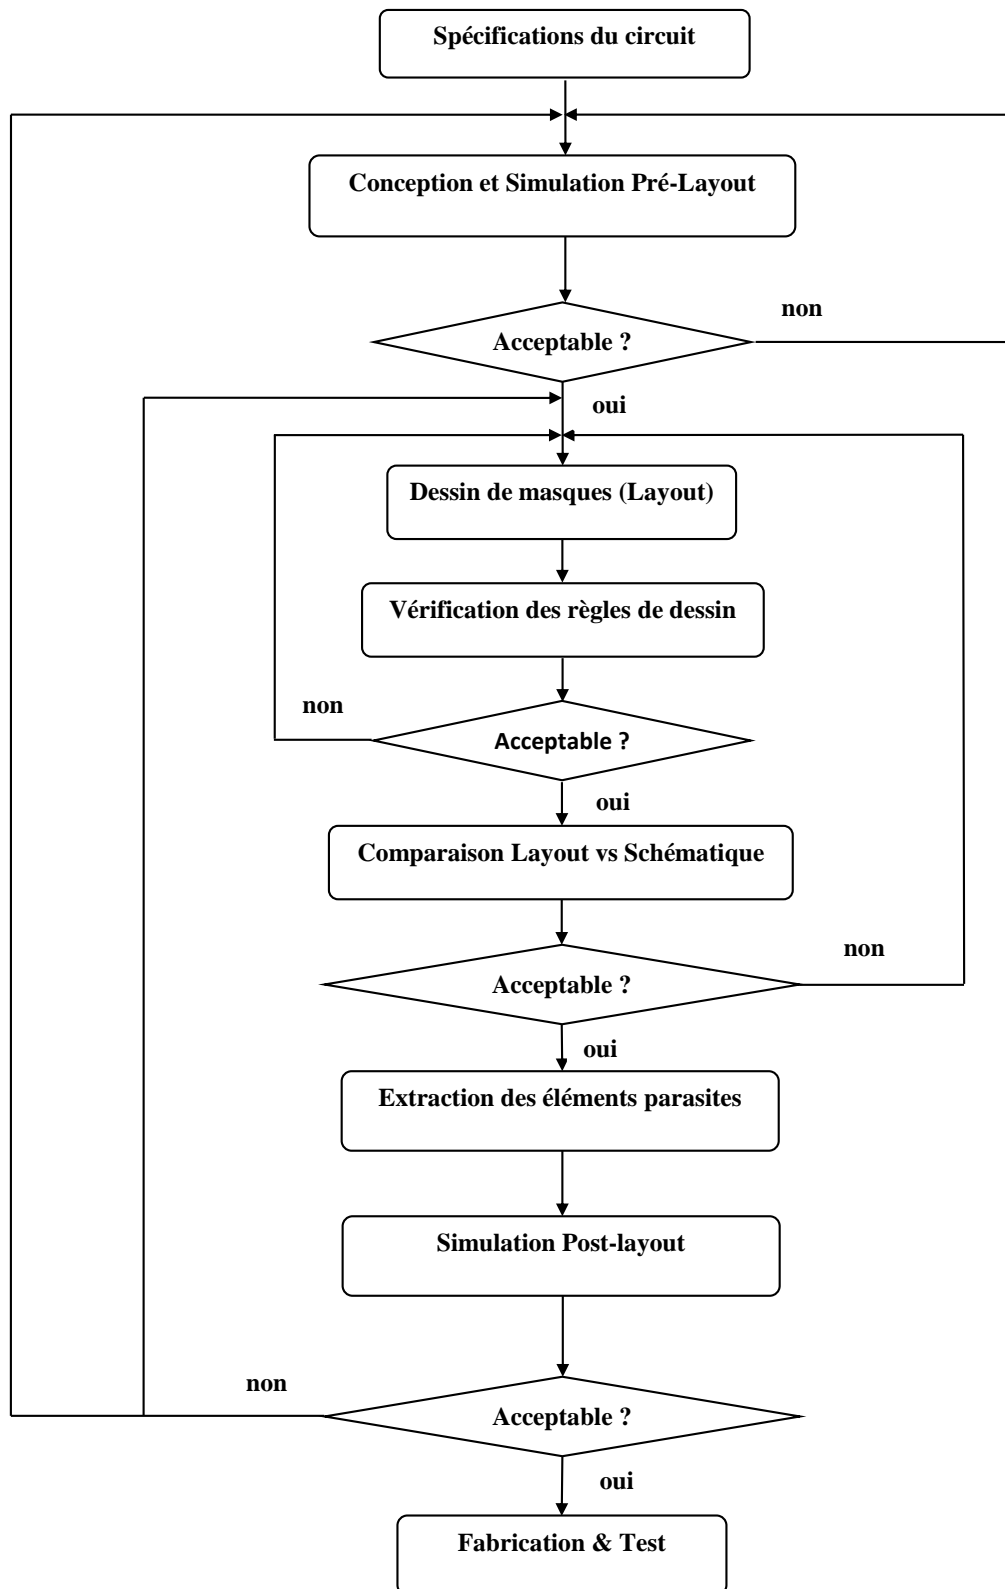 Spécifications du circuit
Conception et Simulation Pré-Layout
non
Acceptable ?
oui
Dessin de masques (Layout)
Vérification des règles de dessin
non
Acceptable ?
oui
Comparaison Layout vs Schématique
non
Acceptable ?
oui
Extraction des éléments parasites
Simulation Post-layout
non
Acceptable ?
oui
Fabrication & Test